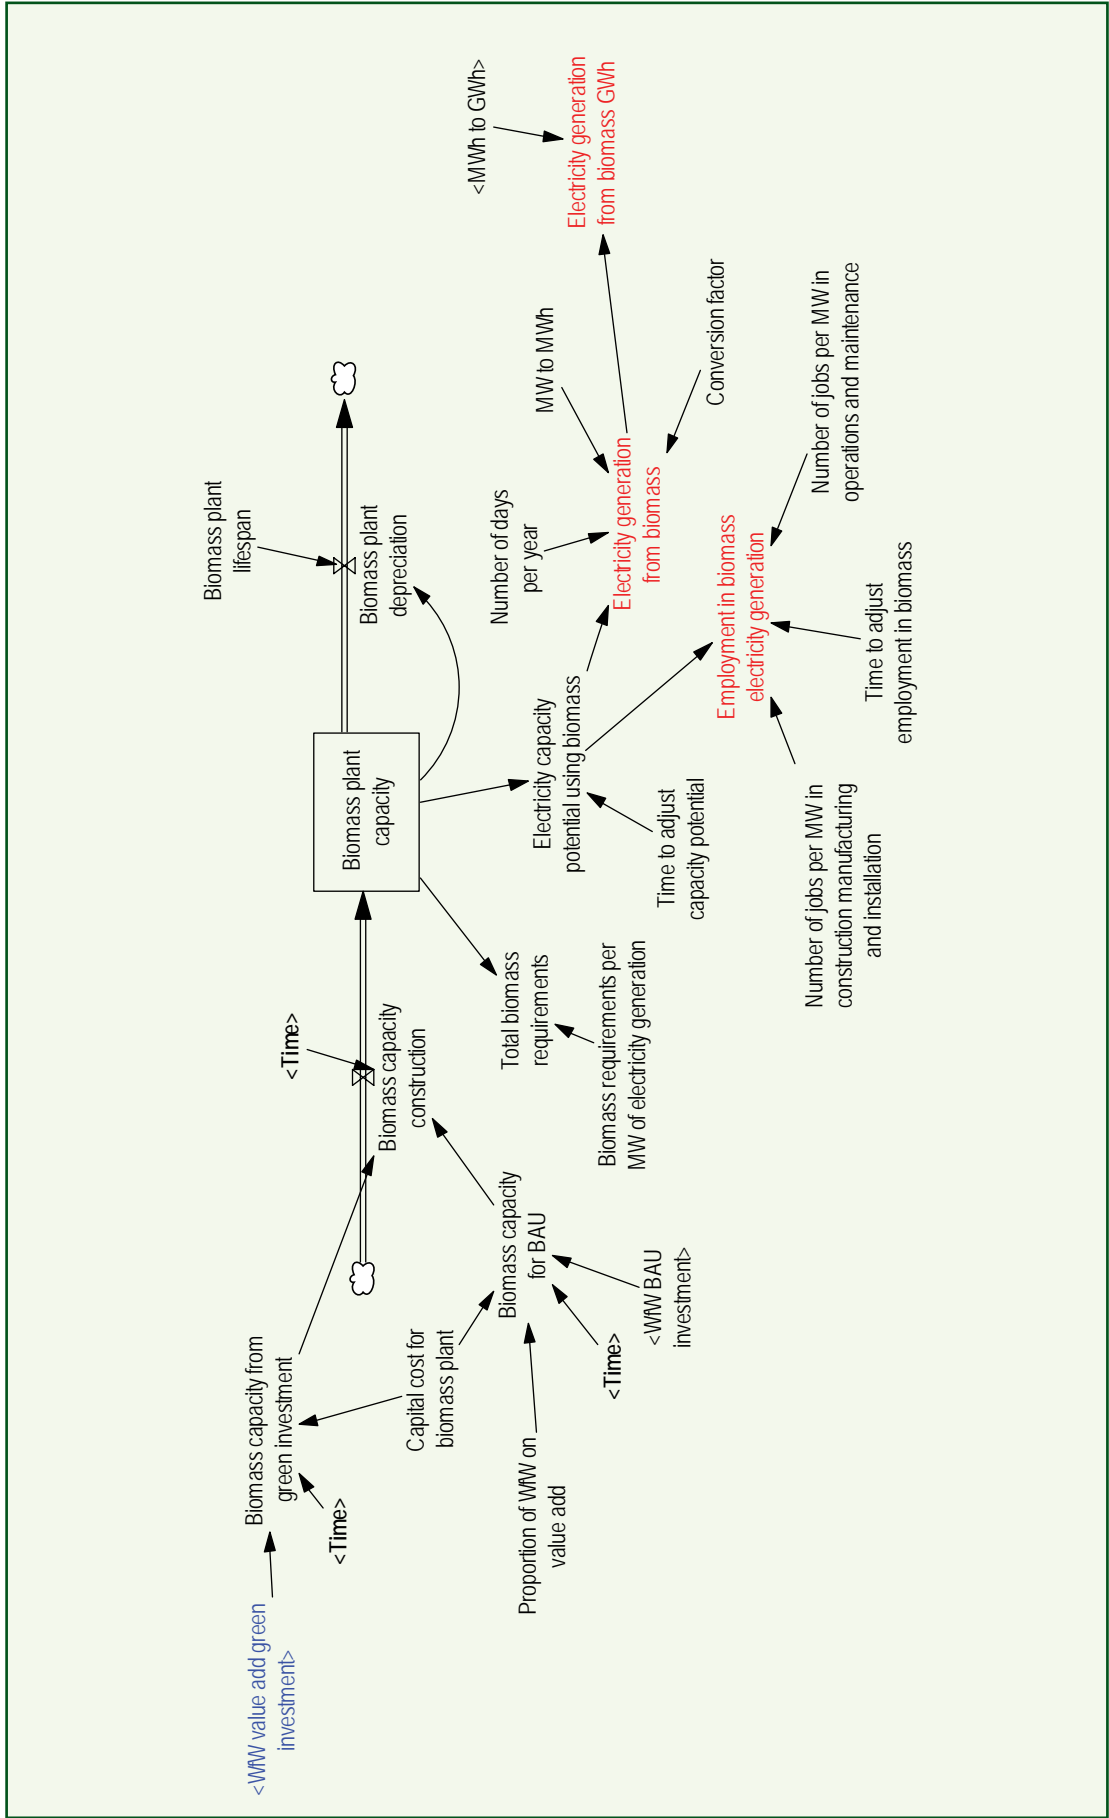 <WfW value add green
investment>
Biomass capacity from
green investment
<Time>
Capital cost for
biomass plant
Proportion of WfW on
value add
Biomass capacity
for BAU
<Time>
<WfW BAU
investment>
<Time>
Biomass capacity
construction
Total biomass
requirements
Biomass requirements per
MW of electricity generation
Biomass plant
capacity
Biomass plant
lifespan
Biomass plant
depreciation
Electricity capacity
potential using biomass
Time to adjust
capacity potential
Number of days
per year
MW to MWh
Electricity generation
from biomass
Conversion factor
<MWh to GWh>
Electricity generation
from biomass GWh
Employment in biomass
electricity generation
Number of jobs per MW in
construction manufacturing
and installation
Time to adjust
employment in biomass
Number of jobs per MW in
operations and maintenance